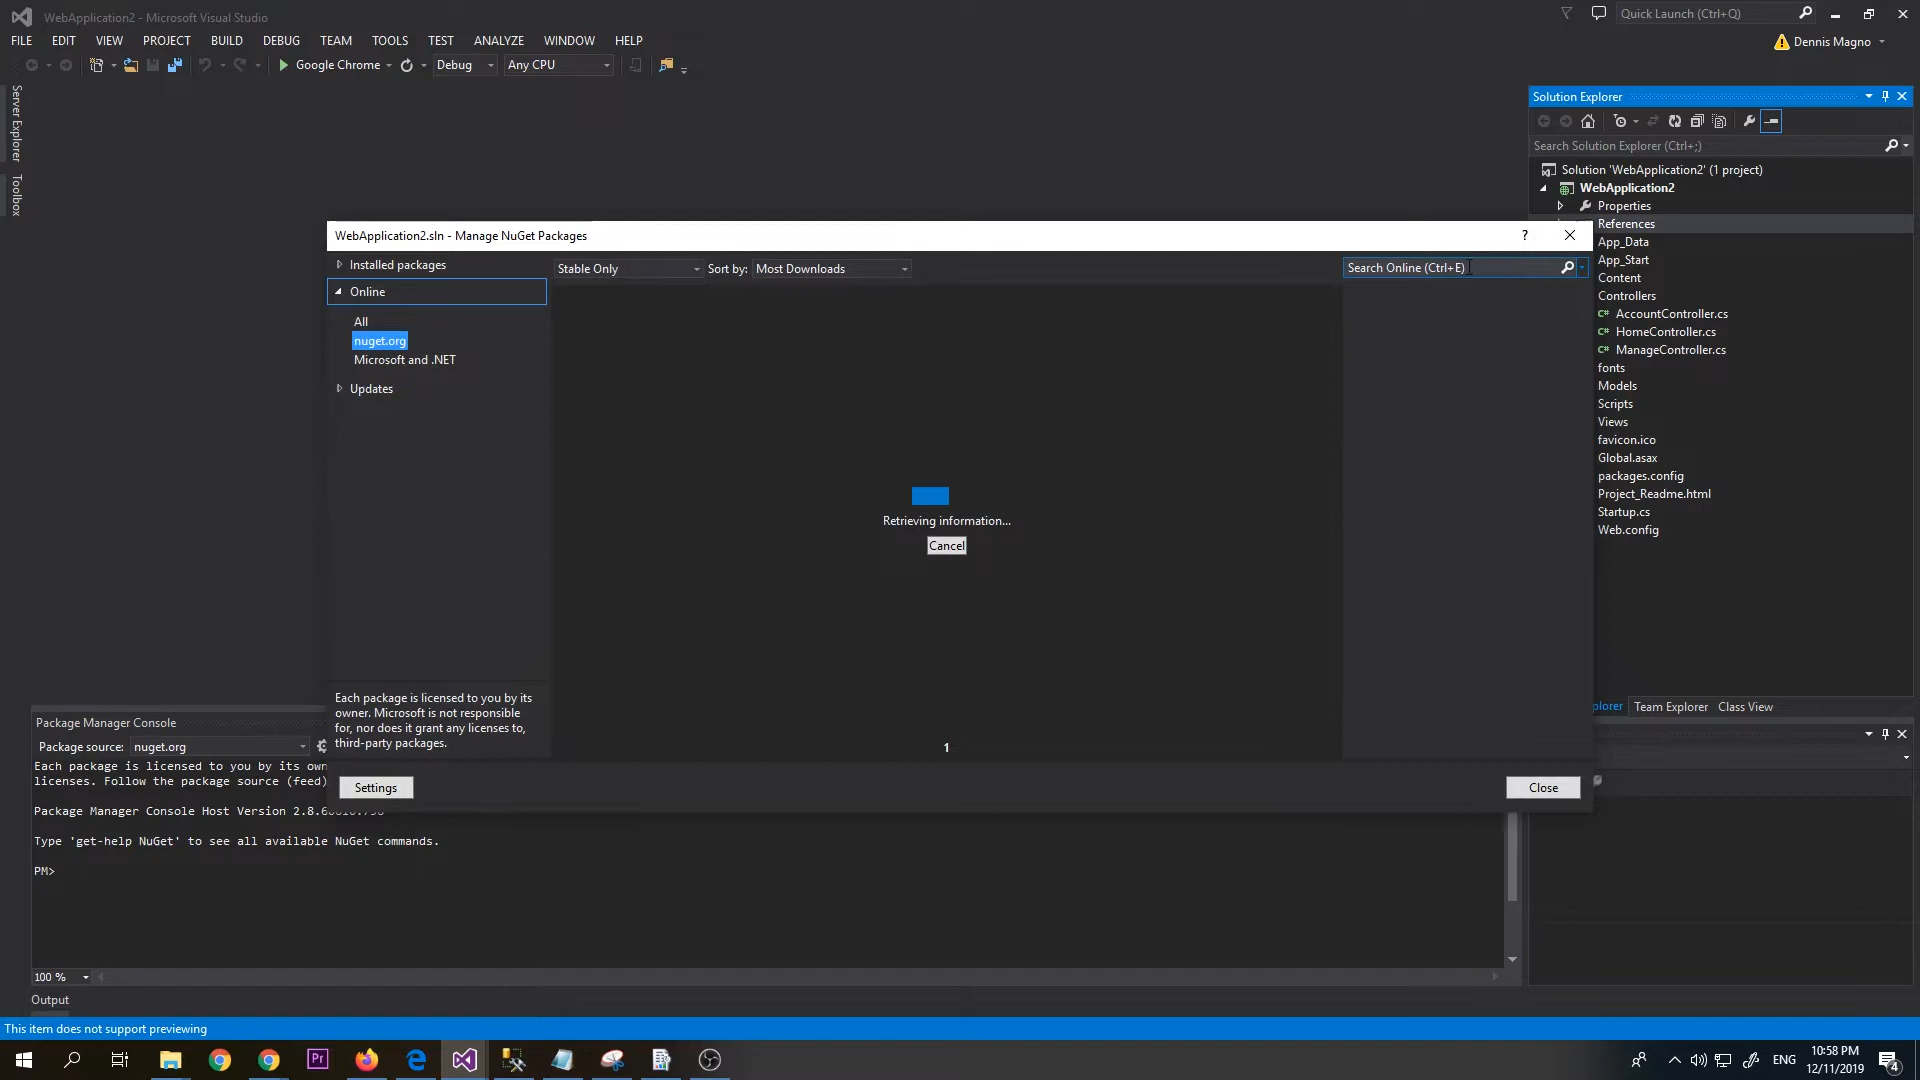 WebApplication2 - Microsoft Visual Studio
Quick Launch (Ctrl+Q)
FILE EDIT VIEW PROJECT BUILD DEBUG TEAM TOOLS TEST ANALYZE WINDOW HELP
Dennis Magno
Google Chrome Debug Any CPU
Server Explorer
Toolbox
Solution Explorer
Search Solution Explorer (Ctrl+;)
Solution 'WebApplication2' (1 project)
WebApplication2
Properties
References
App_Data
App_Start
Content
Controllers
AccountController.cs
HomeController.cs
ManageController.cs
fonts
Models
Scripts
Views
favicon.ico
Global.asax
packages.config
Project_Readme.html
Startup.cs
Web.config
plorer Team Explorer Class View
WebApplication2.sln - Manage NuGet Packages
?
Installed packages
Online
All
nuget.org
Microsoft and .NET
Updates
Stable Only Sort by: Most Downloads
Search Online (Ctrl+E)
Retrieving information...
Cancel
1
Each package is licensed to you by its
owner. Microsoft is not responsible
for, nor does it grant any licenses to,
third-party packages.
Settings
Close
Package Manager Console
Package source: nuget.org
Each package is licensed to you by its own
licenses. Follow the package source (feed)
Package Manager Console Host Version
Type 'get-help NuGet' to see all available NuGet commands.
PM>
100 %
Output
This item does not support previewing
Pr
ENG
10:58 PM
12/11/2019
4